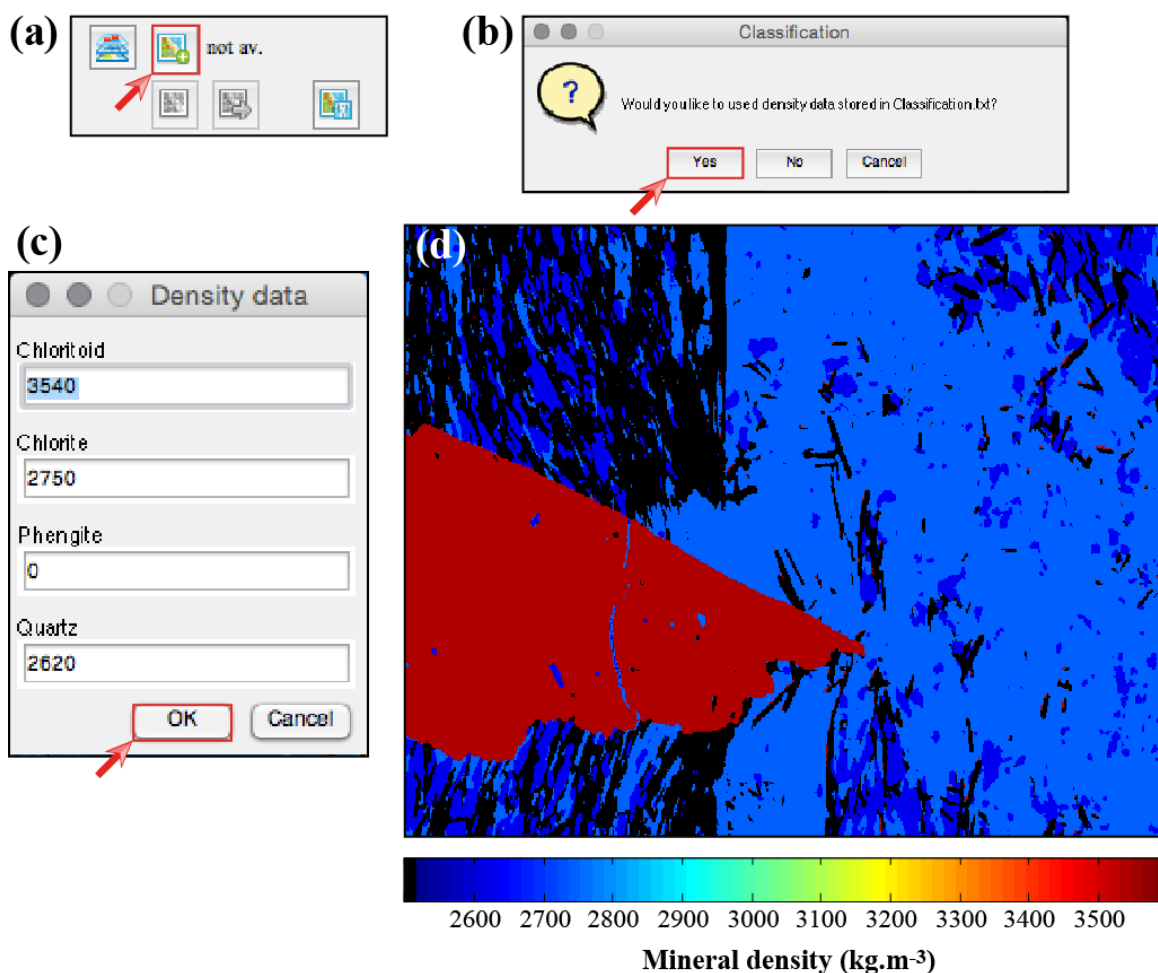 (a)
not av.
(b)
Classification
?
Would you like to used density data stored in Classification.txt?
Yes No Cancel
(c)
Density data
Chloritoid
3540
Chlorite
2750
Phengite
0
Quartz
2620
OK Cancel
(d)
2600 2700 2800 2900 3000 3100 3200 3300 3400 3500
Mineral density (kg.m⁻³)